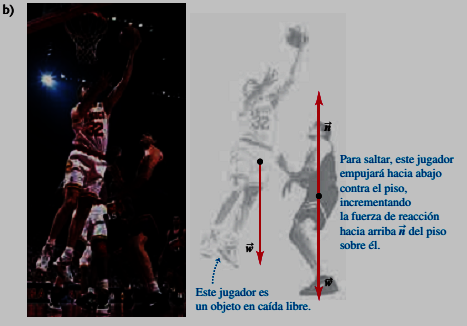 b)
n⃗
Para saltar, este jugador
empujará hacia abajo
contra el piso,
incrementando
la fuerza de reacción
hacia arriba n⃗ del piso
sobre él.
w⃗
w⃗
Este jugador es
un objeto en caída libre.